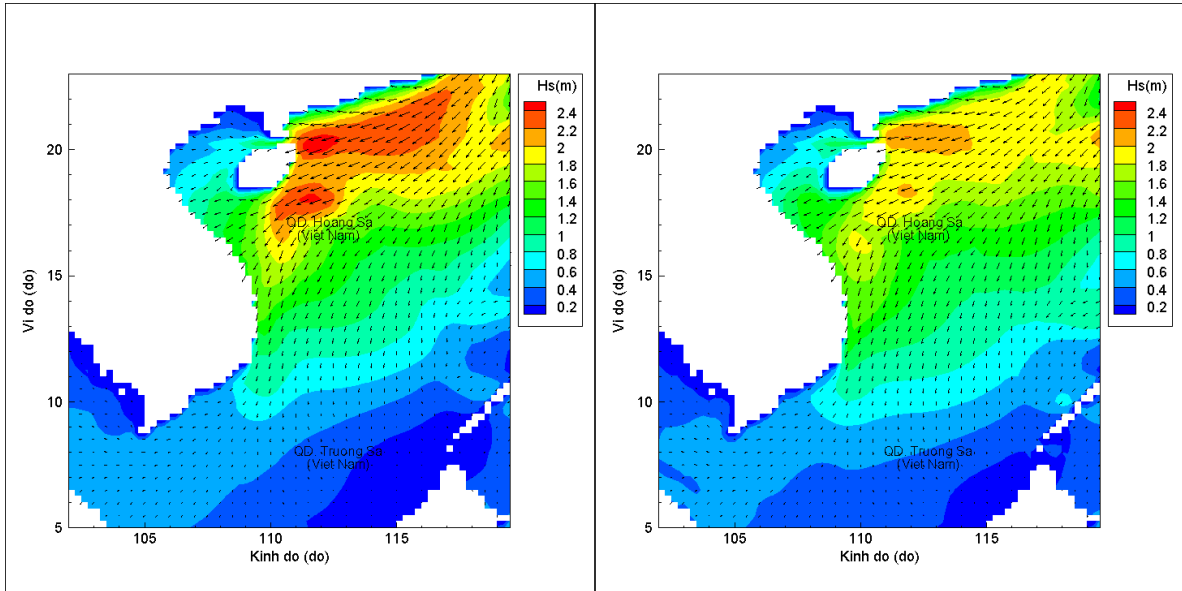 Hs(m)
2.4
2.2
2
1.8
1.6
1.4
1.2
1
0.8
0.6
0.4
0.2
20
15
10
5
Vi do (do)
QD. Hoang Sa
(Viet Nam)
QD. Truong Sa
(Viet Nam)
105
110
115
Kinh do (do)
Hs(m)
2.4
2.2
2
1.8
1.6
1.4
1.2
1
0.8
0.6
0.4
0.2
20
15
10
5
Vi do (do)
QD. Hoang Sa
(Viet Nam)
QD. Truong Sa
(Viet Nam)
105
110
115
Kinh do (do)